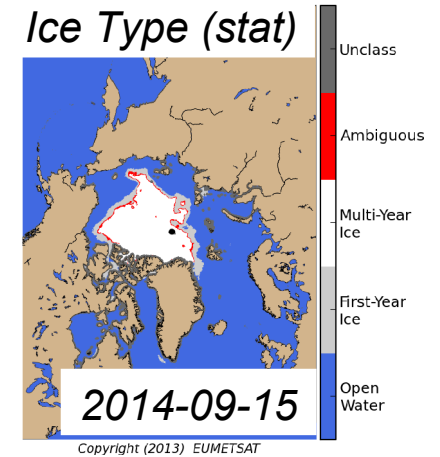 Ice Type (stat)
Unclass
Ambiguous
Multi-Year
Ice
First-Year
Ice
Open
Water
2014-09-15
Copyright (2013) EUMETSAT